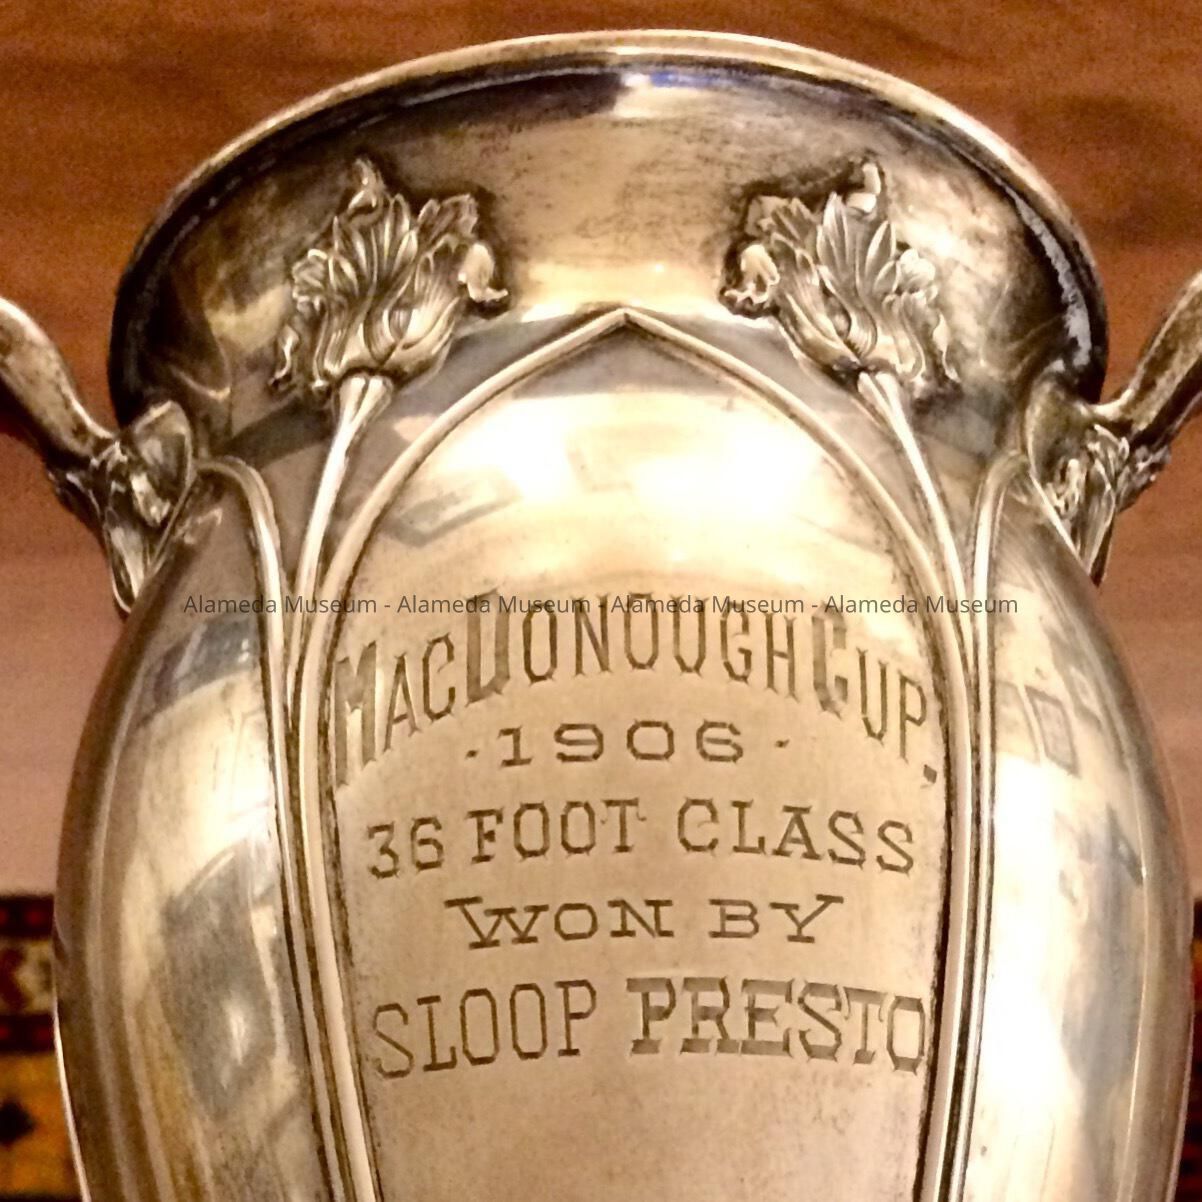 Alameda Museum - Alameda Museum - Alameda Museum - Alameda Museum
MACDONOUGH CUP,
·1906·
36 FOOT CLASS
WON BY
SLOOP PRESTO